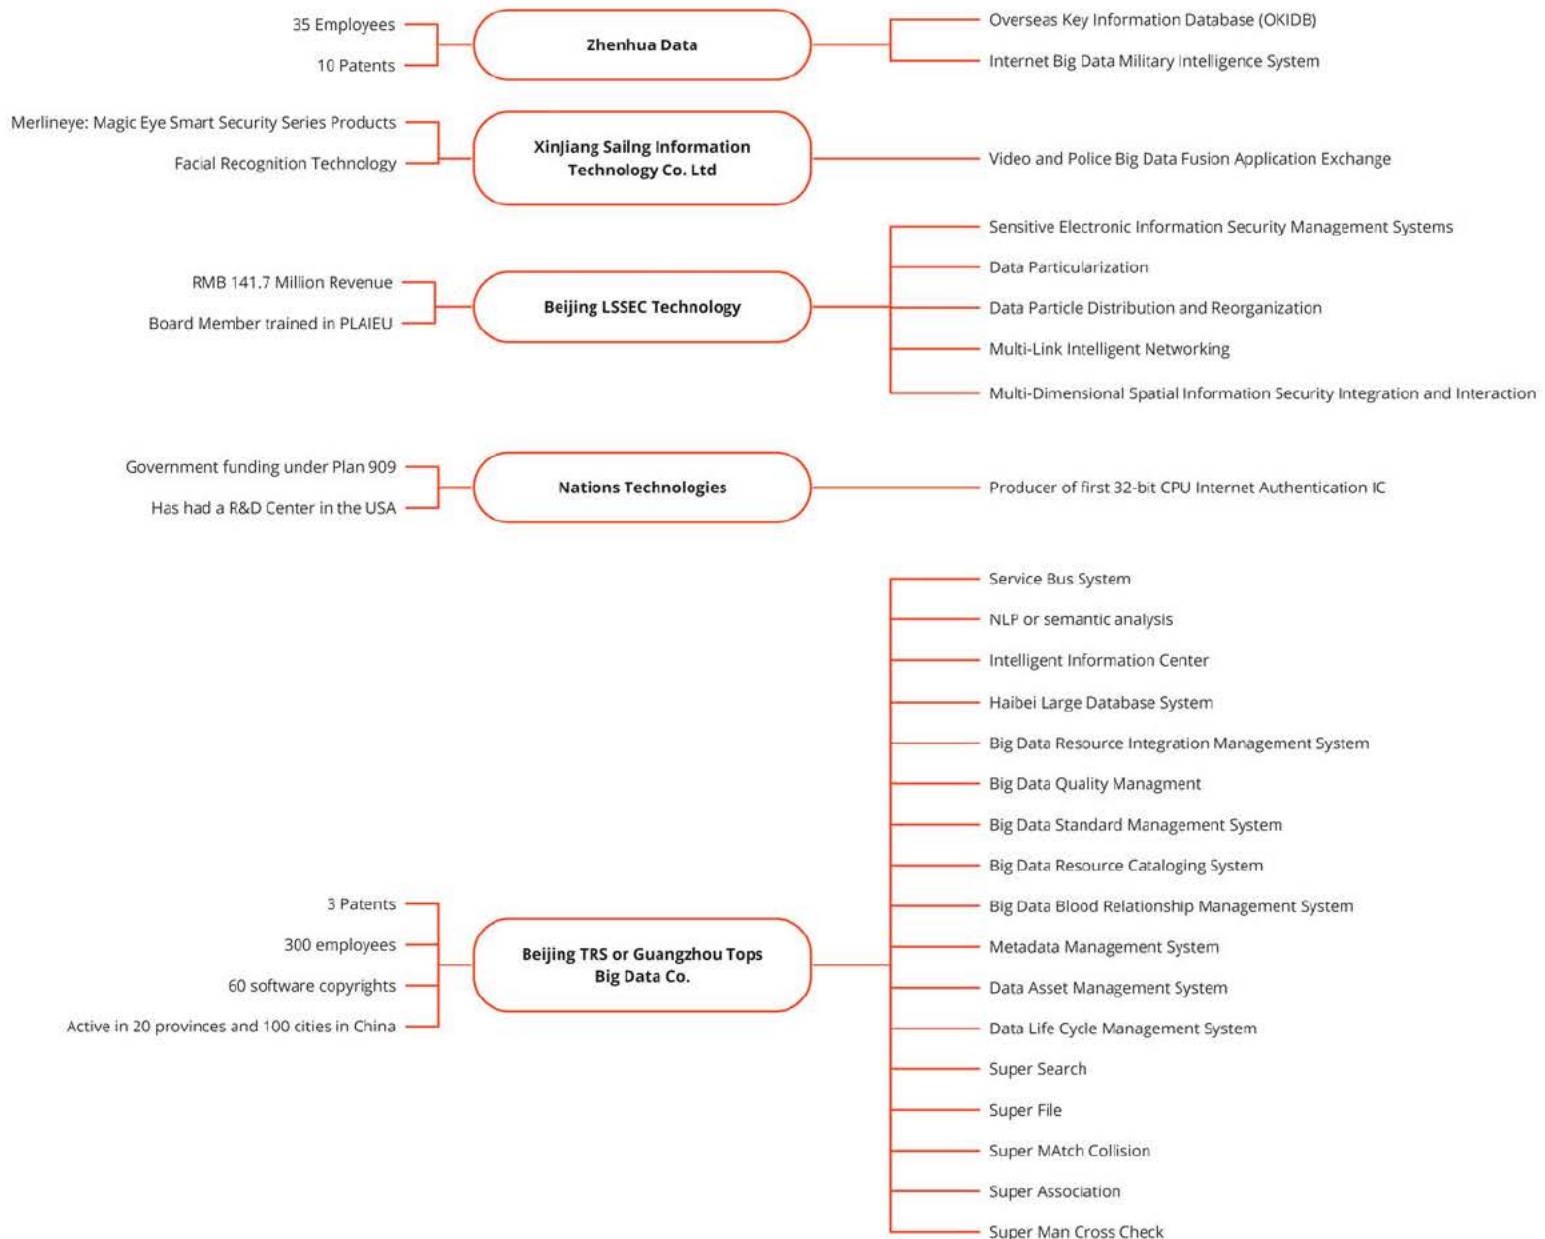 35 Employees
10 Patents
Zhenhua Data
Overseas Key Information Database (OKIDB)
Internet Big Data Military Intelligence System
Merlineye: Magic Eye Smart Security Series Products
Facial Recognition Technology
XinJiang Sailng Information
Technology Co. Ltd
Video and Police Big Data Fusion Application Exchange
RMB 141.7 Million Revenue
Board Member trained in PLAIEU
Beijing LSSEC Technology
Sensitive Electronic Information Security Management Systems
Data Particularization
Data Particle Distribution and Reorganization
Multi-Link Intelligent Networking
Multi-Dimensional Spatial Information Security Integration and Interaction
Government funding under Plan 909
Has had a R&D Center in the USA
Nations Technologies
Producer of first 32-bit CPU Internet Authentication IC
3 Patents
300 employees
60 software copyrights
Active in 20 provinces and 100 cities in China
Beijing TRS or Guangzhou Tops
Big Data Co.
Service Bus System
NLP or semantic analysis
Intelligent Information Center
Haibei Large Database System
Big Data Resource Integration Management System
Big Data Quality Managment
Big Data Standard Management System
Big Data Resource Cataloging System
Big Data Blood Relationship Management System
Metadata Management System
Data Asset Management System
Data Life Cycle Management System
Super Search
Super File
Super MAtch Collision
Super Association
Super Man Cross Check